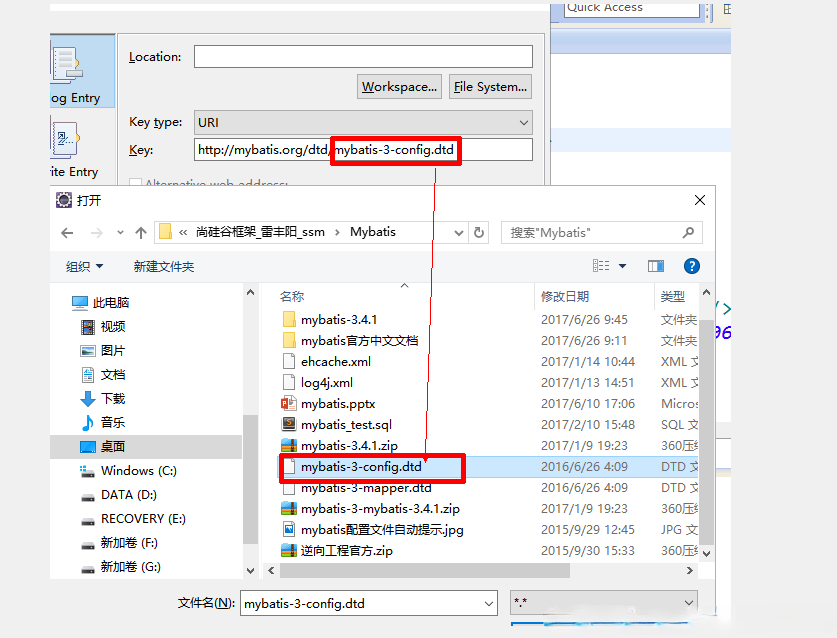 Quick Access
Location:
Workspace...
File System...
og Entry
Key type:
URI
Key:
http://mybatis.org/dtd/mybatis-3-config.dtd
rite Entry
Alternative web address:
打开
« 尚硅谷框架_雷丰阳_ssm › Mybatis
搜索"Mybatis"
组织
新建文件夹
?
名称
修改日期
类型
此电脑
视频
图片
文档
下载
音乐
桌面
Windows (C:)
DATA (D:)
RECOVERY (E:)
新加卷 (F:)
新加卷 (G:)
mybatis-3.4.1 2017/6/26 9:45 文件夹
mybatis官方中文文档 2017/6/26 9:11 文件夹
ehcache.xml 2017/1/14 10:44 XML 文
log4j.xml 2017/1/13 14:51 XML 文
mybatis.pptx 2017/6/10 17:06 Micros
mybatis_test.sql 2017/2/10 15:48 SQL 文
mybatis-3.4.1.zip 2017/1/9 19:23 360压
mybatis-3-config.dtd 2016/6/26 4:09 DTD 文
mybatis-3-mapper.dtd 2016/6/26 4:09 DTD 文
mybatis-3-mybatis-3.4.1.zip 2017/1/9 19:23 360压
mybatis配置文件自动提示.jpg 2015/9/29 12:45 JPG 文
逆向工程官方.zip 2015/9/30 15:33 360压
/>
96
文件名(N):
mybatis-3-config.dtd
*.*